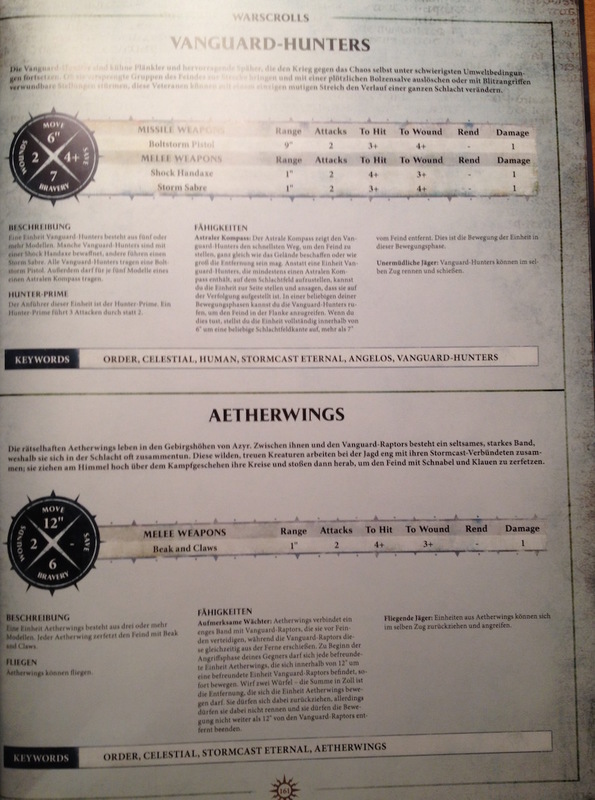 WARSCROLLS
VANGUARD-HUNTERS
Die Vanguard-Hunters sind kühne Plänkler und hervorragende Späher, die den Krieg gegen das Chaos selbst unter schwierigsten Umweltbedingun-
gen fortsetzen. Ob sie versprengte Gruppen des Feindes zur Strecke bringen und mit einer plötzlichen Bolzensalve auslöschen oder mit Blitzangriffen
verwundbare Stellungen stürmen, diese Veteranen können mit einem einzigen mutigen Streich den Verlauf einer ganzen Schlacht verändern.
MOVE
6"
WOUNDS
2
4+
SAVE
7
BRAVERY
MISSILE WEAPONS Range Attacks To Hit To Wound Rend Damage
Boltstorm Pistol 9" 2 3+ 4+ - 1
MELEE WEAPONS Range Attacks To Hit To Wound Rend Damage
Shock Handaxe 1" 2 4+ 3+ - 1
Storm Sabre 1" 2 3+ 4+ - 1
BESCHREIBUNG
Eine Einheit Vanguard-Hunters besteht aus fünf oder
mehr Modellen. Manche Vanguard-Hunters sind mit
einer Shock Handaxe bewaffnet, andere führen einen
Storm Sabre. Alle Vanguard-Hunters tragen eine Bolt-
storm Pistol. Außerdem darf je fünf Modelle eines
einen Astralen Kompass tragen.
HUNTER-PRIME
Der Anführer dieser Einheit ist der Hunter-Prime. Ein
Hunter-Prime führt 3 Attacken durch statt 2.
FÄHIGKEITEN
Astraler Kompass: Der Astrale Kompass zeigt den Van-
guard-Hunters den schnellsten Weg, um den Feind zu
stellen, ganz gleich wie das Gelände beschaffen oder wie
groß die Entfernung sein mag. Anstatt eine Einheit Van-
guard-Hunters, die mindestens einen Astralen Kom-
pass enthält, auf dem Schlachtfeld aufzustellen, kannst
du die Einheit zur Seite stellen und ansagen, dass sie auf
der Verfolgung aufgestellt ist. In einer beliebigen deiner
Bewegungsphasen kannst du die Vanguard-Hunters ru-
fen, um den Feind in der Flanke anzugreifen. Wenn du
dies tust, stellst du die Einheit vollständig innerhalb von
6" um eine beliebige Schlachtfeldkante auf, mehr als 7"
vom Feind entfernt. Dies ist die Bewegung der Einheit in
dieser Bewegungsphase.
Unermüdliche Jäger: Vanguard-Hunters können im sel-
ben Zug rennen und schießen.
KEYWORDS ORDER, CELESTIAL, HUMAN, STORMCAST ETERNAL, ANGELOS, VANGUARD-HUNTERS
AETHERWINGS
Die rätselhaften Aetherwings leben in den Gebirgshöhen von Azyr. Zwischen ihnen und den Vanguard-Raptors besteht ein seltsames, starkes Band,
weshalb sie sich in der Schlacht oft zusammentun. Diese wilden, treuen Kreaturen arbeiten bei der Jagd eng mit ihren Stormcast-Verbündeten zusam-
men; sie ziehen am Himmel hoch über dem Kampfgeschehen ihre Kreise und stoßen dann herab, um den Feind mit Schnabel und Klauen zu zerfetzen.
MOVE
12"
WOUNDS
2
-
SAVE
6
BRAVERY
MELEE WEAPONS Range Attacks To Hit To Wound Rend Damage
Beak and Claws 1" 2 4+ 3+ - 1
BESCHREIBUNG
Eine Einheit Aetherwings besteht aus drei oder mehr
Modellen. Jeder Aetherwing zerfetzt den Feind mit Beak
and Claws.
FLIEGEN
Aetherwings können fliegen.
FÄHIGKEITEN
Aufmerksame Wächter: Aetherwings verbindet ein
enges Band mit Vanguard-Raptors, die sie vor Fein-
den verteidigen, während die Vanguard-Raptors die-
se gleichzeitig aus der Ferne erschießen. Zu Beginn der
Angriffsphase deines Gegners darf sich jede befreunde-
te Einheit Aetherwings, die sich innerhalb von 12" um
eine befreundete Einheit Vanguard-Raptors befindet, so-
fort bewegen. Wirf zwei Würfel – die Summe in Zoll ist
die Entfernung, die sich die Einheit Aetherwings bewe-
gen darf. Sie dürfen sich dabei zurückziehen, allerdings
dürfen sie dabei nicht rennen und sie dürfen die Bewe-
gung nicht weiter als 12" von den Vanguard-Raptors ent-
fernt beenden.
Fliegende Jäger: Einheiten aus Aetherwings können sich
im selben Zug zurückziehen und angreifen.
KEYWORDS ORDER, CELESTIAL, STORMCAST ETERNAL, AETHERWINGS
161